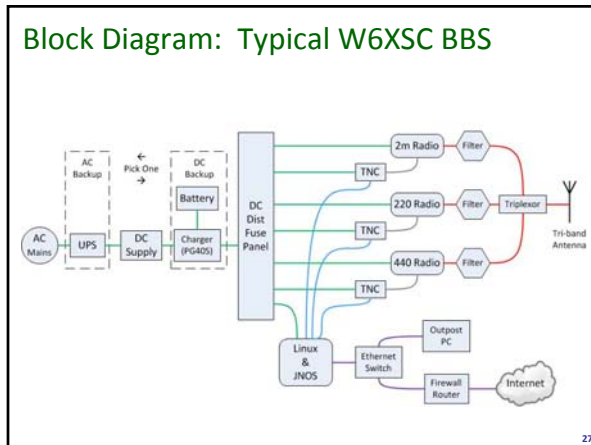 Block Diagram: Typical W6XSC BBS
AC
Backup
←
Pick One
→
DC
Backup
Battery
AC
Mains
UPS
DC
Supply
Charger
(PG40S)
DC
Dist
Fuse
Panel
2m Radio
Filter
TNC
220 Radio
Filter
TNC
440 Radio
Filter
TNC
Triplexor
Tri-band
Antenna
Linux
&
JNOS
Ethernet
Switch
Outpost
PC
Firewall
Router
Internet
27